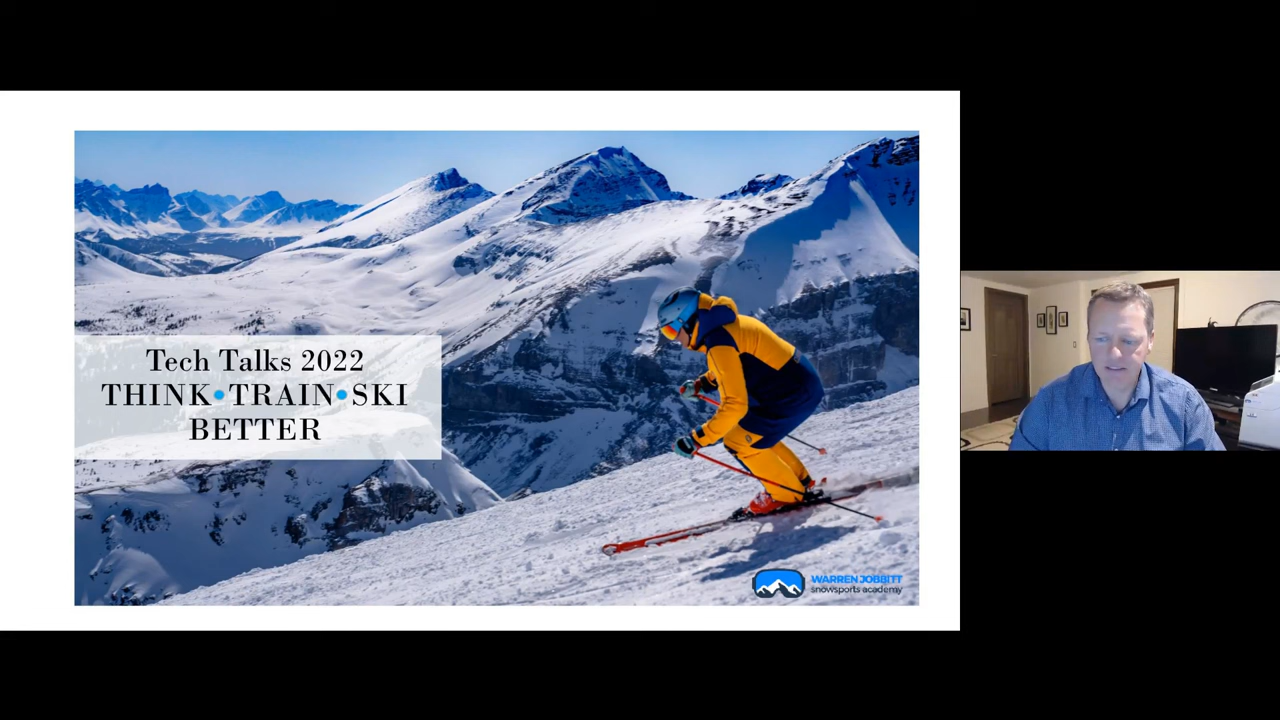 Tech Talks 2022
THINK•TRAIN•SKI
BETTER
WARREN JOBBITT
snowsports academy